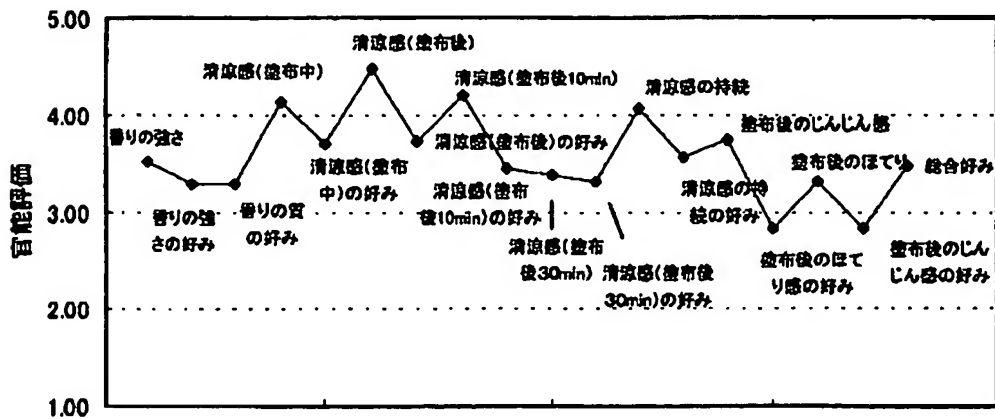 5.00
4.00
3.00
2.00
1.00
官能評価
香りの強さ
香りの強
さの好み
香りの質
の好み
清涼感(塗布中)
清涼感(塗布
中)の好み
清涼感(塗布後)
清涼感(塗布後)の好み
清涼感(塗布後10min)
清涼感(塗布
後10min)の好み
清涼感(塗布
後30min)
清涼感(塗布後
30min)の好み
清涼感の持続
清涼感の持
続の好み
塗布後のじんじん感
塗布後のほて
り感の好み
塗布後のほてり
塗布後のじん
じん感の好み
総合好み